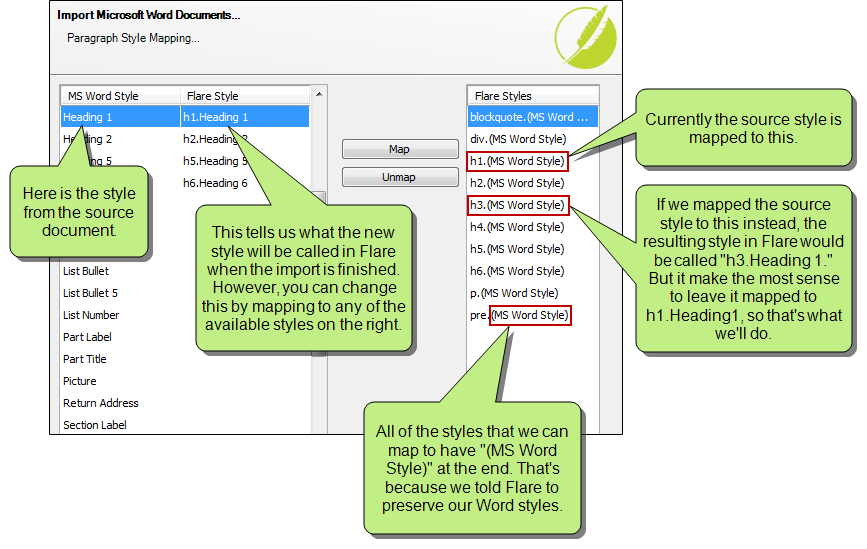 Import Microsoft Word Documents...
Paragraph Style Mapping...
MS Word Style Flare Style
Heading 1 h1.Heading 1
Heading 2 h2.Heading 2
h5.Heading 5
h6.Heading 6
List Bullet
List Bullet 5
List Number
Part Label
Part Title
Picture
Return Address
Section Label
Map
Unmap
Flare Styles
blockquote.(MS Word ...
div.(MS Word Style)
h1.(MS Word Style)
h2.(MS Word Style)
h3.(MS Word Style)
h4.(MS Word Style)
h5.(MS Word Style)
h6.(MS Word Style)
p.(MS Word Style)
pre.(MS Word Style)
Here is the style
from the source
document.
This tells us what the new
style will be called in Flare
when the import is finished.
However, you can change
this by mapping to any of the
available styles on the right.
Currently the source style is
mapped to this.
If we mapped the source
style to this instead, the
resulting style in Flare would
be called "h3.Heading 1."
But it make the most sense
to leave it mapped to
h1.Heading1, so that's what
we'll do.
All of the styles that we can
map to have "(MS Word
Style)" at the end. That's
because we told Flare to
preserve our Word styles.